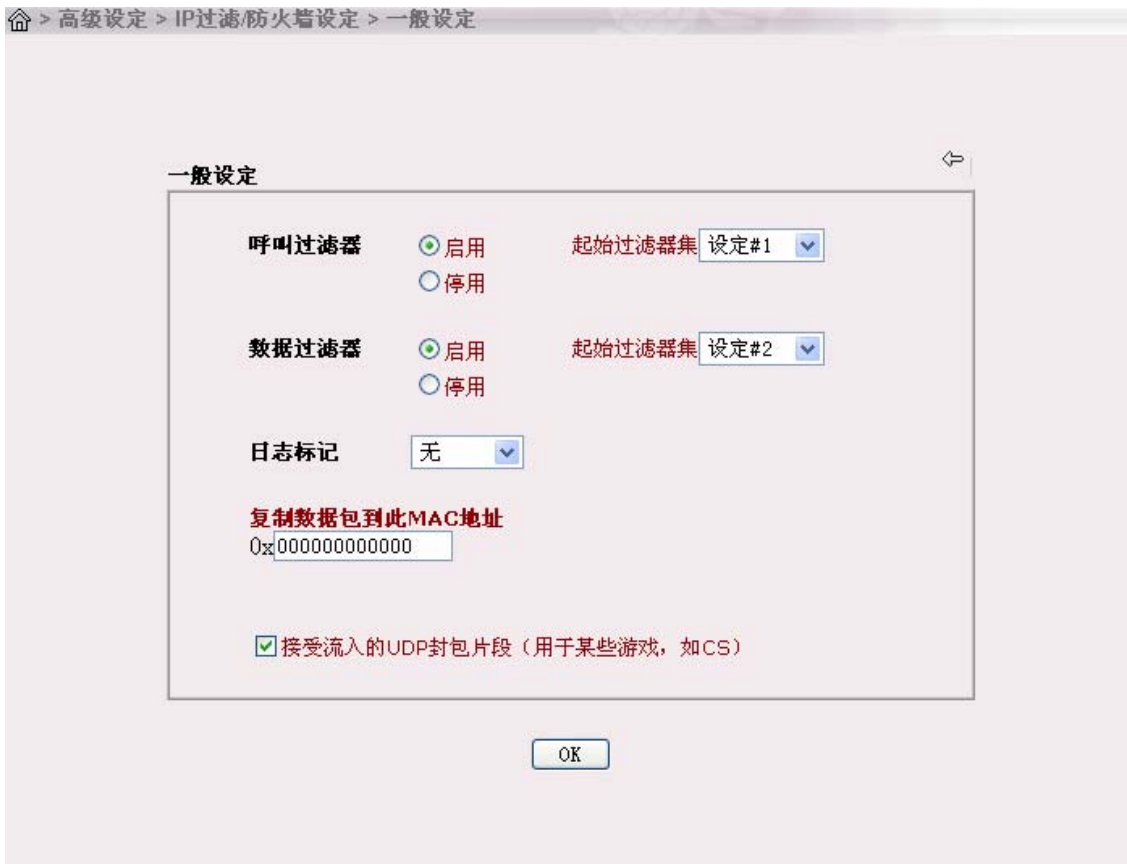 > 高级设定 > IP过滤/防火墙设定 > 一般设定
一般设定
呼叫过滤器 启用 起始过滤器集 设定#1
停用
数据过滤器 启用 起始过滤器集 设定#2
停用
日志标记 无
复制数据包到此MAC地址
0x000000000000
接受流入的UDP封包片段（用于某些游戏，如CS）
OK